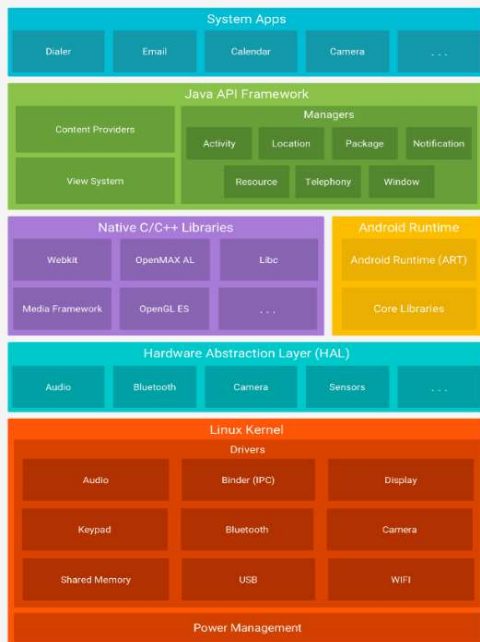 System Apps
Dialer Email Calendar Camera . . .
Java API Framework
Content Providers
View System
Managers
Activity Location Package Notification
Resource Telephony Window
Native C/C++ Libraries
Webkit OpenMAX AL Libc
Media Framework OpenGL ES . . .
Android Runtime
Android Runtime (ART)
Core Libraries
Hardware Abstraction Layer (HAL)
Audio Bluetooth Camera Sensors . . .
Linux Kernel
Drivers
Audio Binder (IPC) Display
Keypad Bluetooth Camera
Shared Memory USB WIFI
Power Management